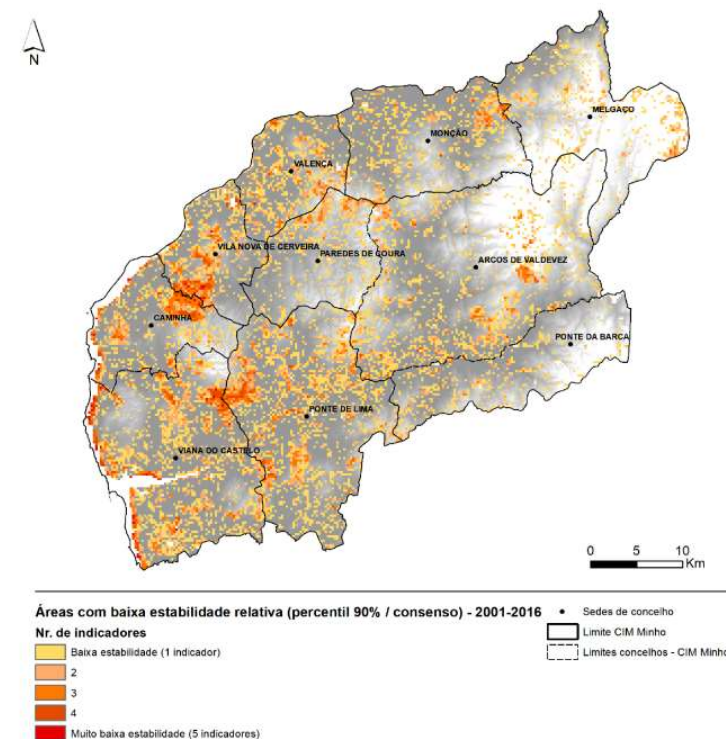 N
MELGAÇO
MONÇÃO
VALENÇA
VILA NOVA DE CERVEIRA
PAREDES DE COURA
ARCOS DE VALDEVEZ
CAMINHA
PONTE DA BARCA
PONTE DE LIMA
VIANA DO CASTELO
0 5 10
Km
Áreas com baixa estabilidade relativa (percentil 90% / consenso) - 2001-2016
Nr. de indicadores
Baixa estabilidade (1 indicador)
2
3
4
Muito baixa estabilidade (5 indicadores)
Sedes de concelho
Limite CIM Minho
Limites concelhos - CIM Minho